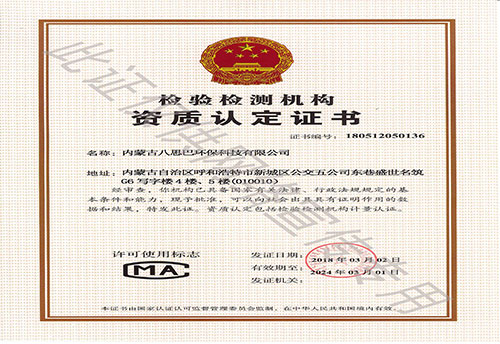 检验检测机构
资质认定证书
证书编号：180512050136
名称：内蒙古八思巴环保科技有限公司
地址：内蒙古自治区呼和浩特市新城区公交五公司东巷盛世名筑
G6写字楼4楼、5楼(010010)
经审查，你机构已具备国家有关法律、行政法规规定的基
本条件和能力，现予批准，可以向社会出具具有证明作用的数
据和结果，特发此证。资质认定包括检验检测机构计量认证。
许可使用标志
MA
发证日期：2018年03月02日
有效期至：2024年03月01日
发证机关：
本证书由国家认证认可监督管理委员会监制，在中华人民共和国境内有效。
此证仅供网站宣传使用